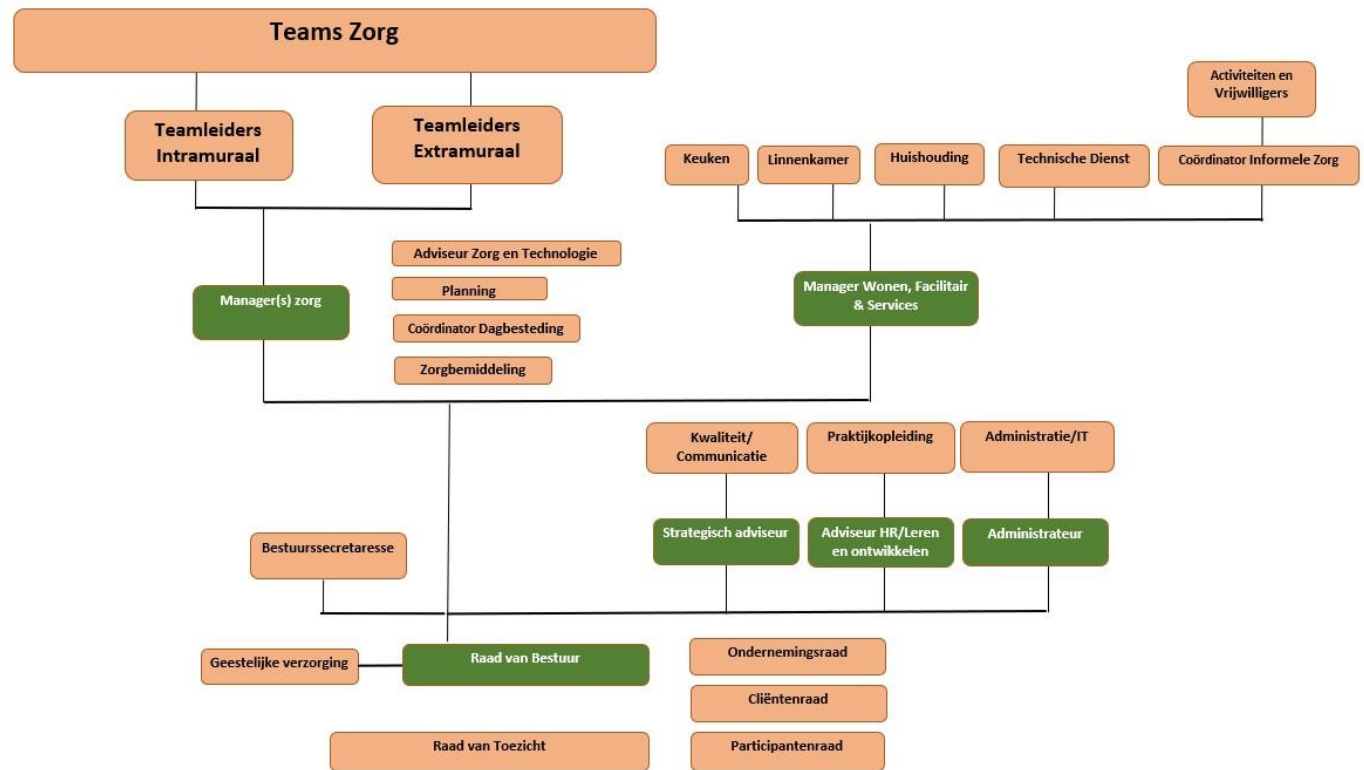 Teams Zorg
Activiteiten en
Vrijwilligers
Teamleiders
Intramuraal
Teamleiders
Extramuraal
Keuken
Linnenkamer
Huishouding
Technische Dienst
Coördinator Informele Zorg
Adviseur Zorg en Technologie
Planning
Coördinator Dagbesteding
Zorgbemiddeling
Manager(s) zorg
Manager Wonen, Facilitair
& Services
Kwaliteit/
Communicatie
Praktijkopleiding
Administratie/IT
Strategisch adviseur
Adviseur HR/Leren
en ontwikkelen
Administrateur
Bestuurssecretaresse
Geestelijke verzorging
Raad van Bestuur
Ondernemingsraad
Cliëntenraad
Raad van Toezicht
Participantenraad